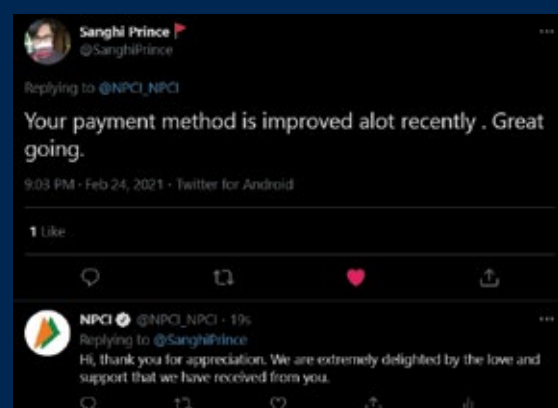 Sanghi Prince
@SanghiPrince
Replying to @NPCI_NPCI
Your payment method is improved alot recently . Great
going.
9:03 PM · Feb 24, 2021 · Twitter for Android
1 Like
NPCI @NPCI_NPCI · 19s
Replying to @SanghiPrince
Hi, thank you for appreciation. We are extremely delighted by the love and
support that we have received from you.